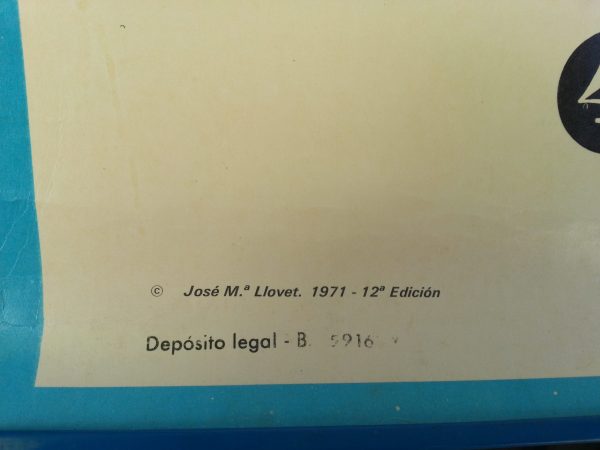 © José M.ª Llovet. 1971 - 12ª Edición
Depósito legal - B. 5916